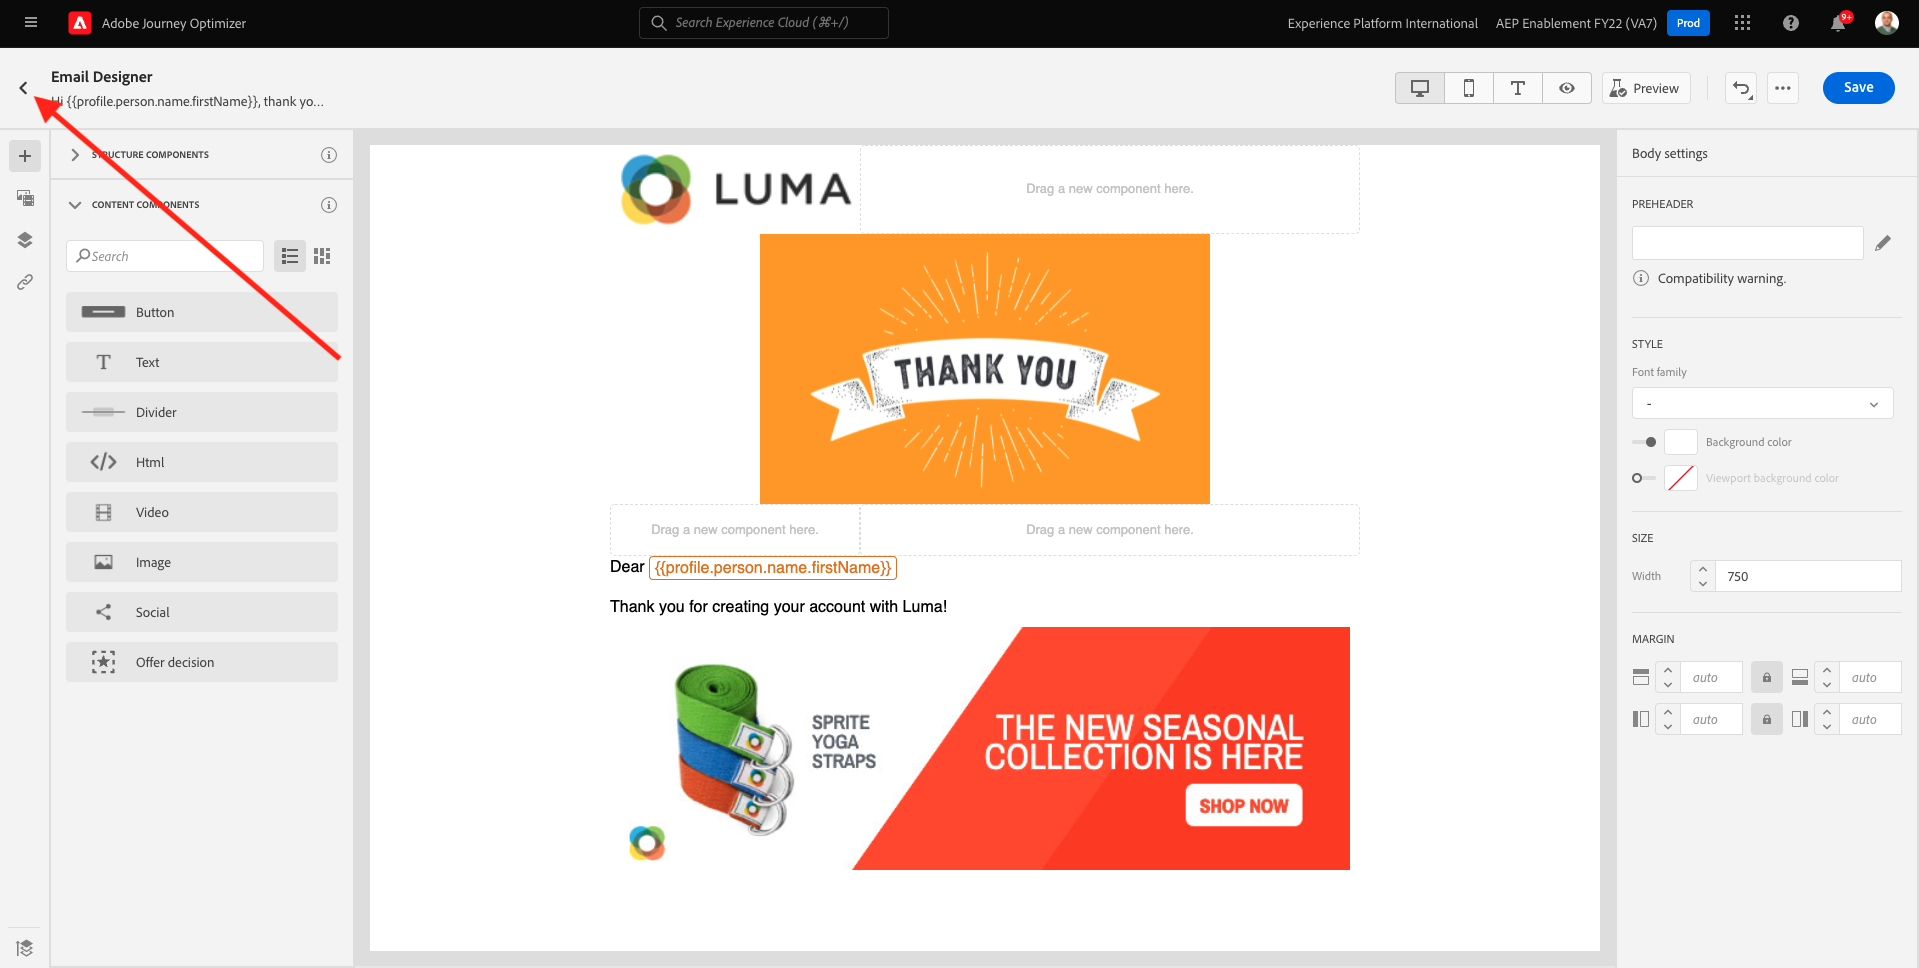 Adobe Journey Optimizer
Search Experience Cloud (⌘+/)
Experience Platform International
AEP Enablement FY22 (VA7)
Prod
9+
Email Designer
Hi {{profile.person.name.firstName}}, thank yo...
Preview
Save
STRUCTURE COMPONENTS
CONTENT COMPONENTS
Search
Button
Text
Divider
Html
Video
Image
Social
Offer decision
LUMA
Drag a new component here.
THANK YOU
Drag a new component here.
Drag a new component here.
Dear {{profile.person.name.firstName}}
Thank you for creating your account with Luma!
SPRITE
YOGA
STRAPS
THE NEW SEASONAL
COLLECTION IS HERE
SHOP NOW
Body settings
PREHEADER
Compatibility warning.
STYLE
Font family
-
Background color
Viewport background color
SIZE
Width
750
MARGIN
auto
auto
auto
auto